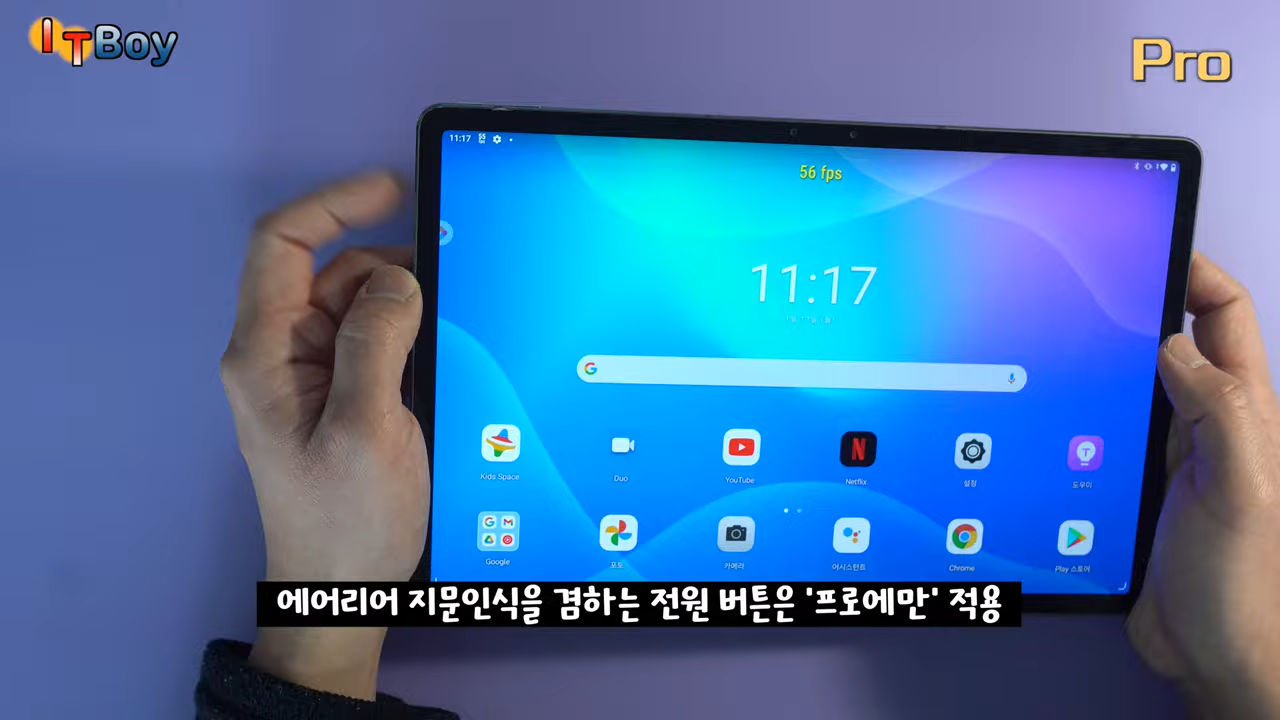 ITBoy
Pro
11:17
56 fps
11:17
Kids Space
Duo
YouTube
Netflix
설정
도우미
Google
포토
카메라
어시스턴트
Chrome
Play 스토어
에어리어 지문인식을 겸하는 전원 버튼은 '프로에만' 적용